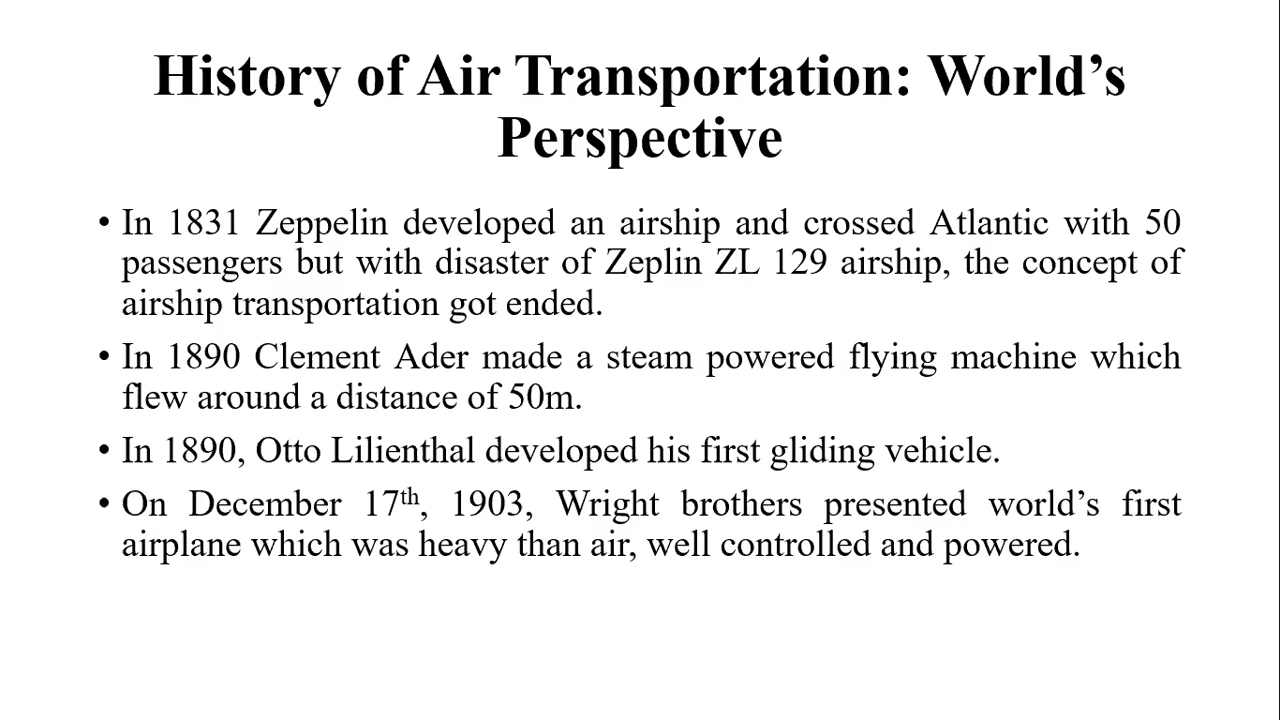 History of Air Transportation: World’s
Perspective
• In 1831 Zeppelin developed an airship and crossed Atlantic with 50
passengers but with disaster of Zeplin ZL 129 airship, the concept of
airship transportation got ended.
• In 1890 Clement Ader made a steam powered flying machine which
flew around a distance of 50m.
• In 1890, Otto Lilienthal developed his first gliding vehicle.
• On December 17th, 1903, Wright brothers presented world’s first
airplane which was heavy than air, well controlled and powered.